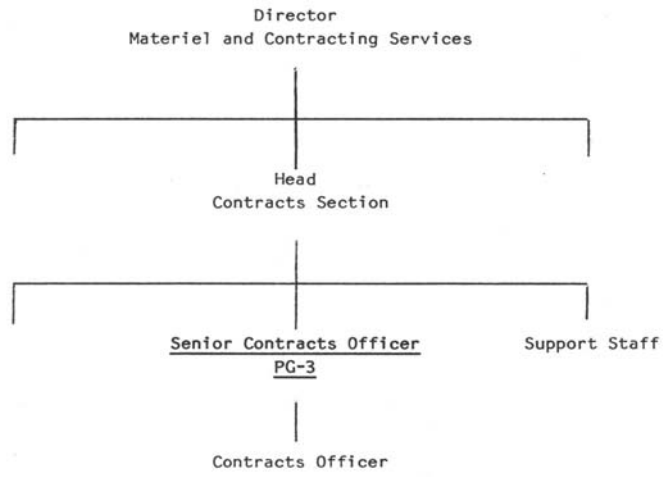 Director
Materiel and Contracting Services
Head
Contracts Section
Senior Contracts Officer
PG-3
Support Staff
Contracts Officer